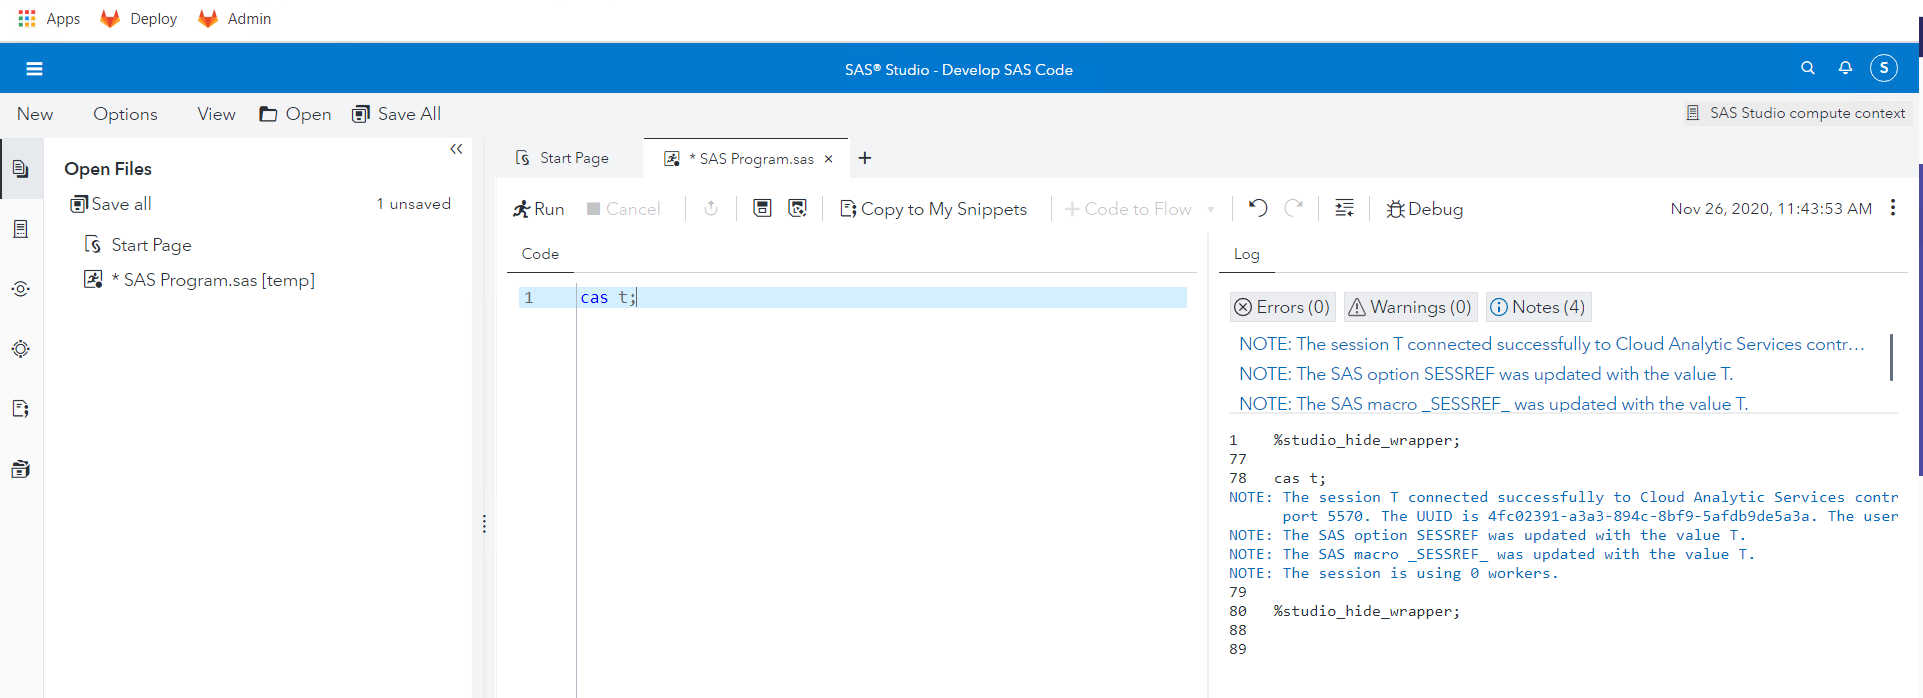 Apps Deploy Admin
SAS® Studio - Develop SAS Code
S
New Options View Open Save All
SAS Studio compute context
Open Files
Save all 1 unsaved
Start Page
* SAS Program.sas [temp]
Start Page * SAS Program.sas × +
Run Cancel Copy to My Snippets + Code to Flow Debug Nov 26, 2020, 11:43:53 AM
Code
1 cas t;
Log
Errors (0) Warnings (0) Notes (4)
NOTE: The session T connected successfully to Cloud Analytic Services contr…
NOTE: The SAS option SESSREF was updated with the value T.
NOTE: The SAS macro _SESSREF_ was updated with the value T.
1 %studio_hide_wrapper;
77
78 cas t;
NOTE: The session T connected successfully to Cloud Analytic Services contr
port 5570. The UUID is 4fc02391-a3a3-894c-8bf9-5afdb9de5a3a. The user
NOTE: The SAS option SESSREF was updated with the value T.
NOTE: The SAS macro _SESSREF_ was updated with the value T.
NOTE: The session is using 0 workers.
79
80 %studio_hide_wrapper;
88
89